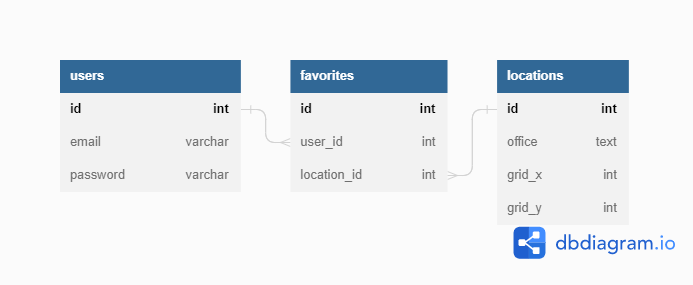 users
id int
email varchar
password varchar
favorites
id int
user_id int
location_id int
locations
id int
office text
grid_x int
grid_y int
dbdiagram.io